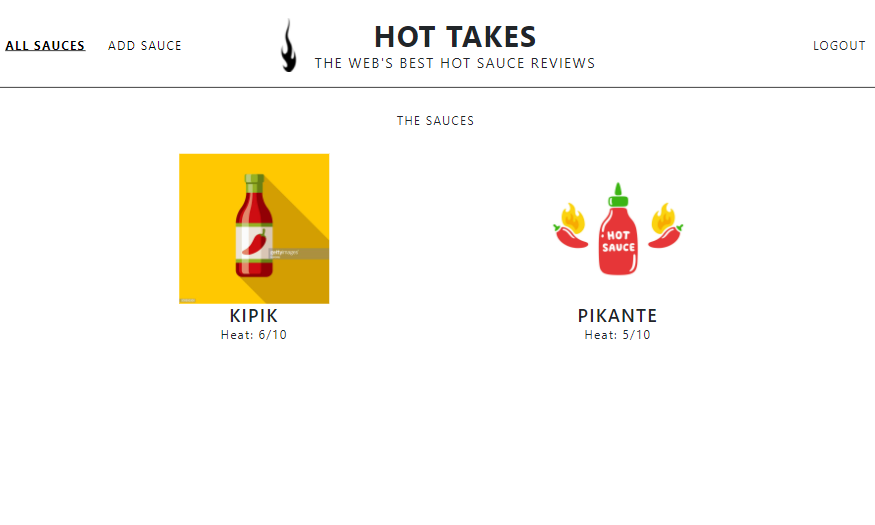 ALL SAUCES
ADD SAUCE
HOT TAKES
THE WEB'S BEST HOT SAUCE REVIEWS
LOGOUT
THE SAUCES
gettyimages
HOT
SAUCE
KIPIK
Heat: 6/10
PIKANTE
Heat: 5/10